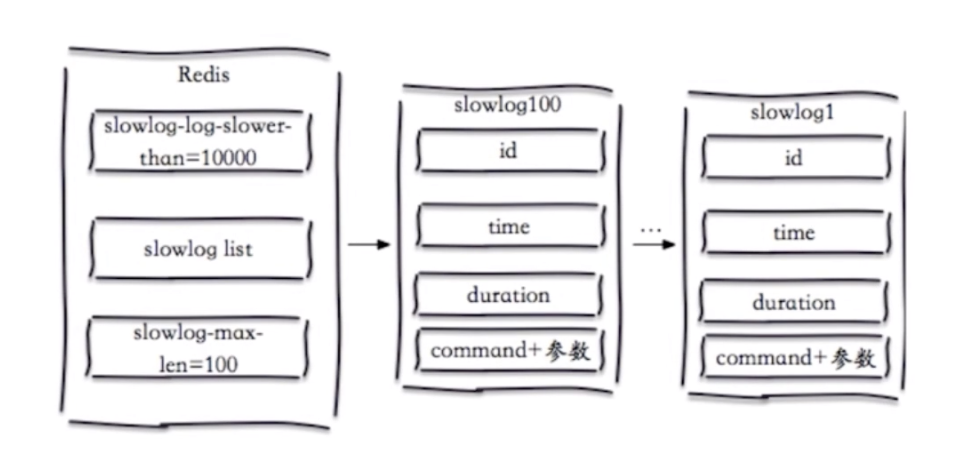 Redis
slowlog-log-slower-
than=10000
slowlog list
slowlog-max-
len=100
slowlog100
id
time
duration
command+参数
...
slowlog1
id
time
duration
command+参数